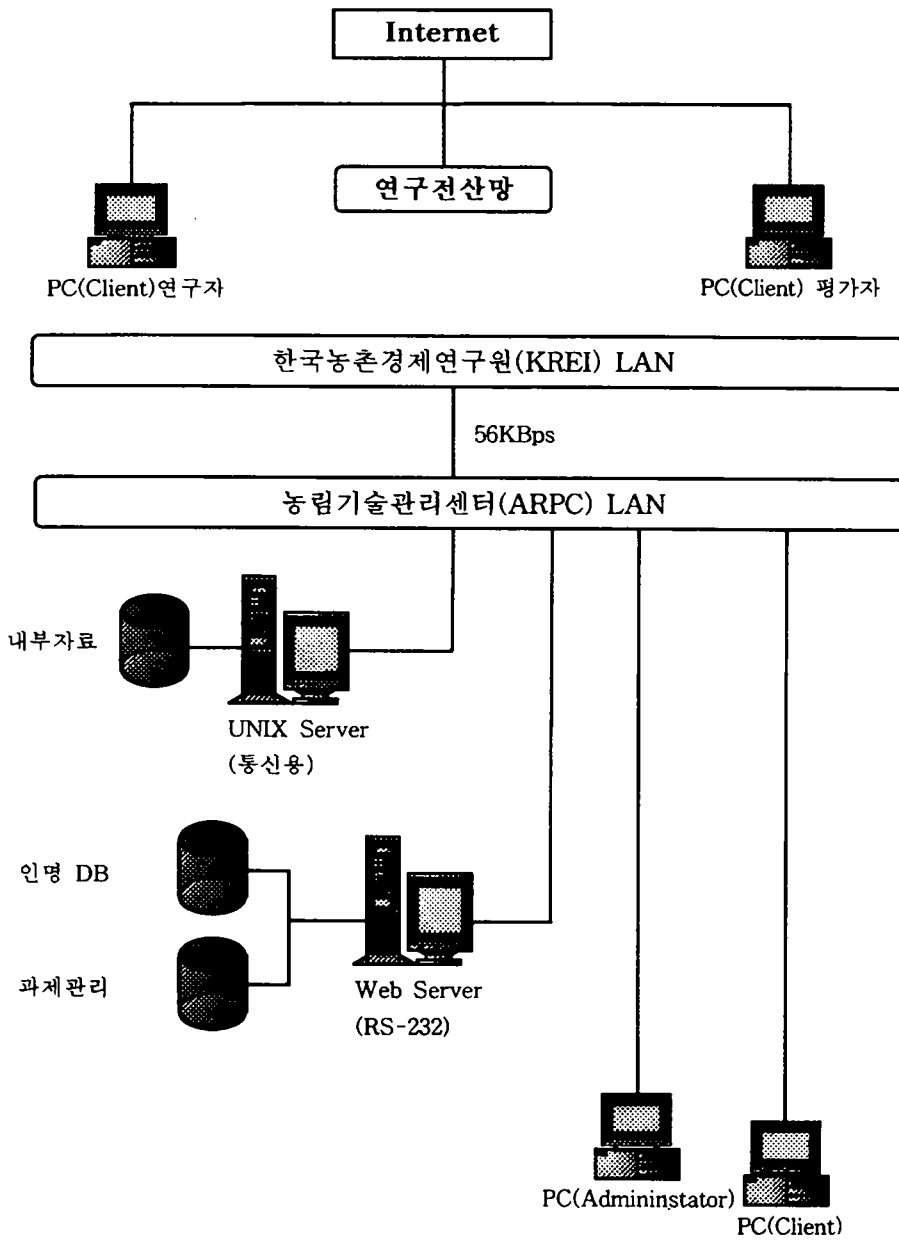 Internet
연구전산망
PC(Client)연구자
PC(Client) 평가자
한국농촌경제연구원(KREI) LAN
56KBps
농림기술관리센터(ARPC) LAN
내부자료
UNIX Server
(통신용)
인명 DB
과제관리
Web Server
(RS-232)
PC(Admininstator)
PC(Client)